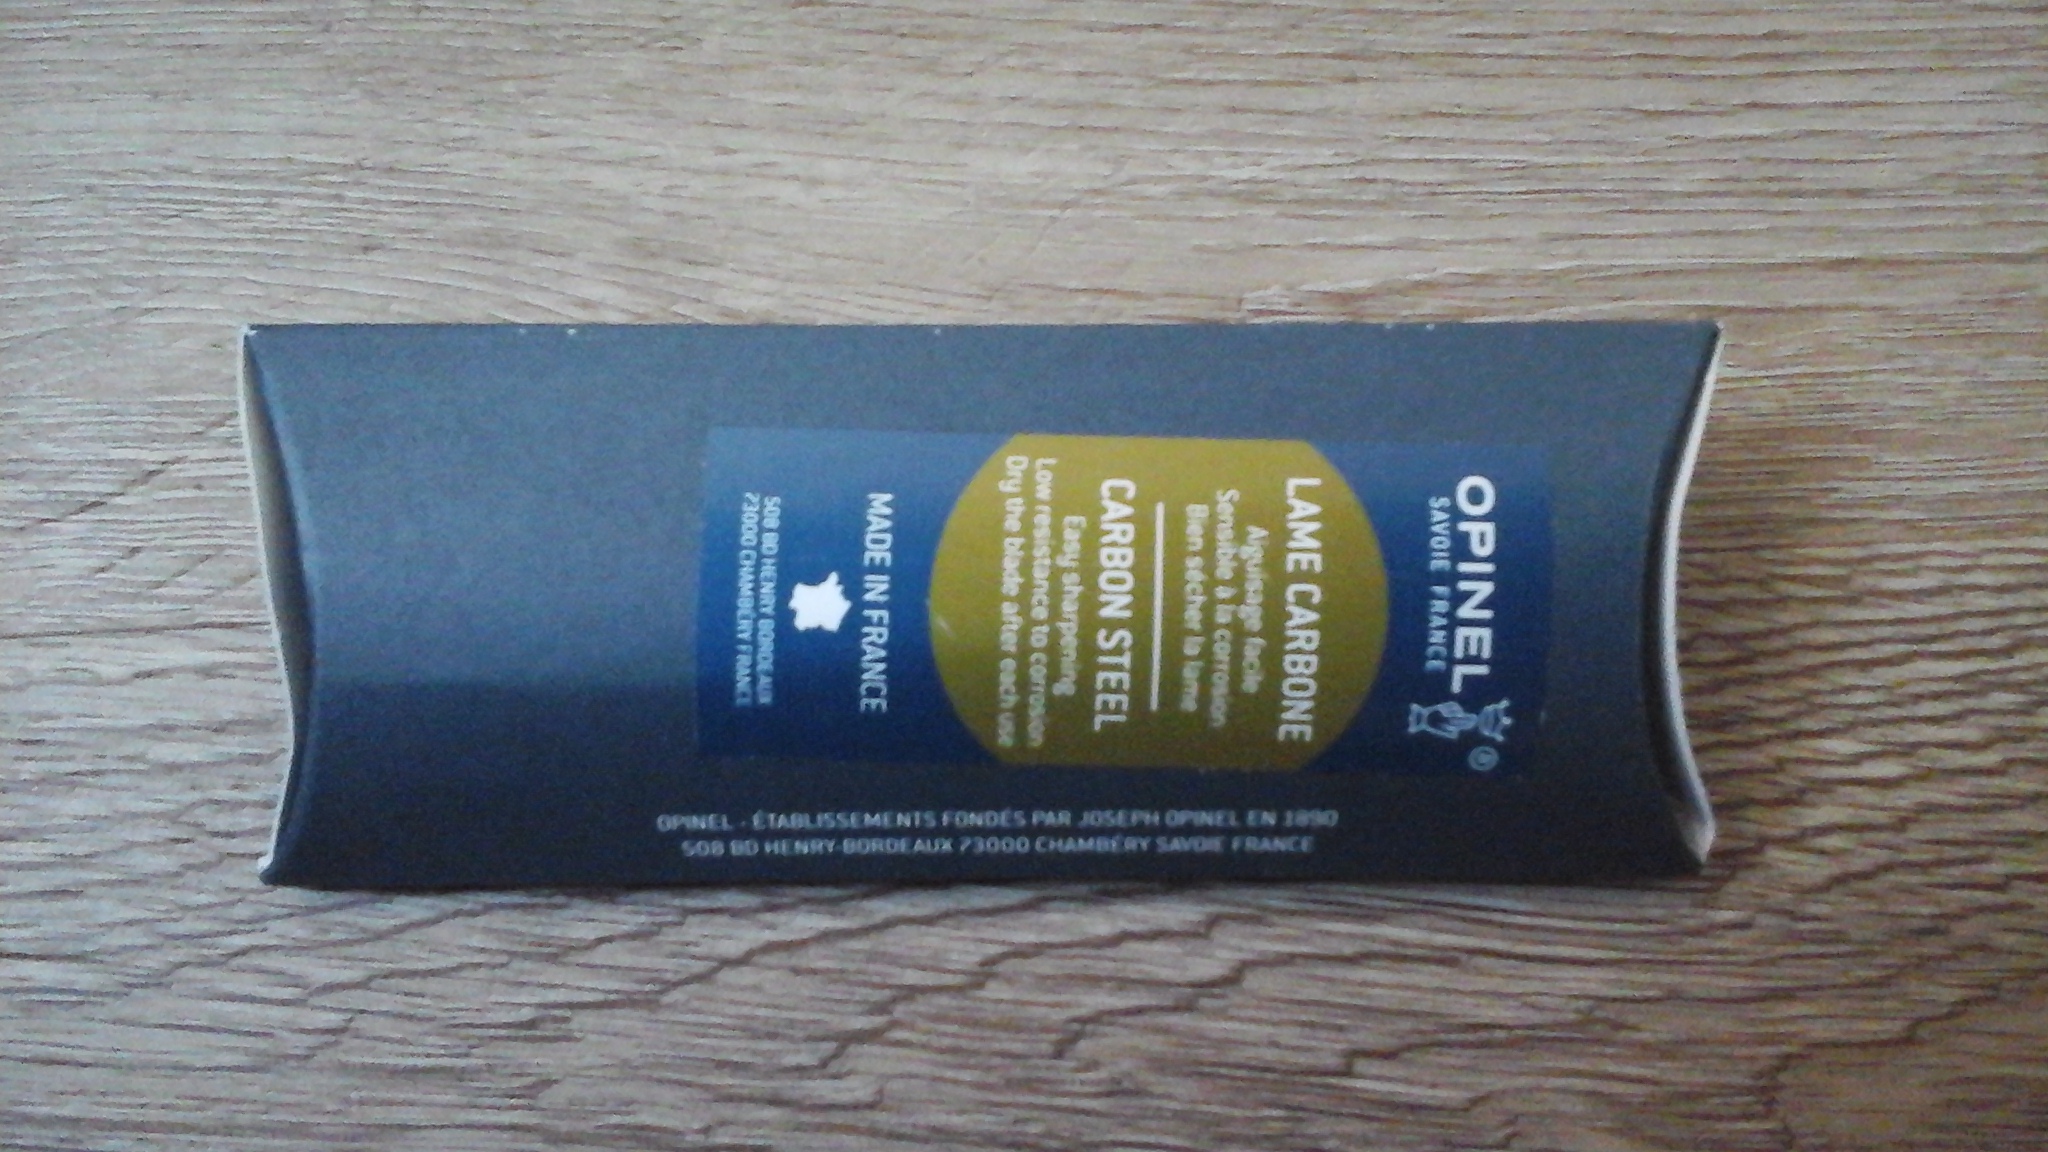 OPINEL
SAVOIE FRANCE
LAME CARBONE
Aiguisage facile
Sensible à la corrosion
Bien sécher la lame
CARBON STEEL
Easy sharpening
Low resistance to corrosion
Dry the blade after each use
MADE IN FRANCE
508 BD HENRY BORDEAUX
73000 CHAMBÉRY FRANCE
OPINEL - ÉTABLISSEMENTS FONDÉS PAR JOSEPH OPINEL EN 1890
508 BD HENRY-BORDEAUX 73000 CHAMBÉRY SAVOIE FRANCE